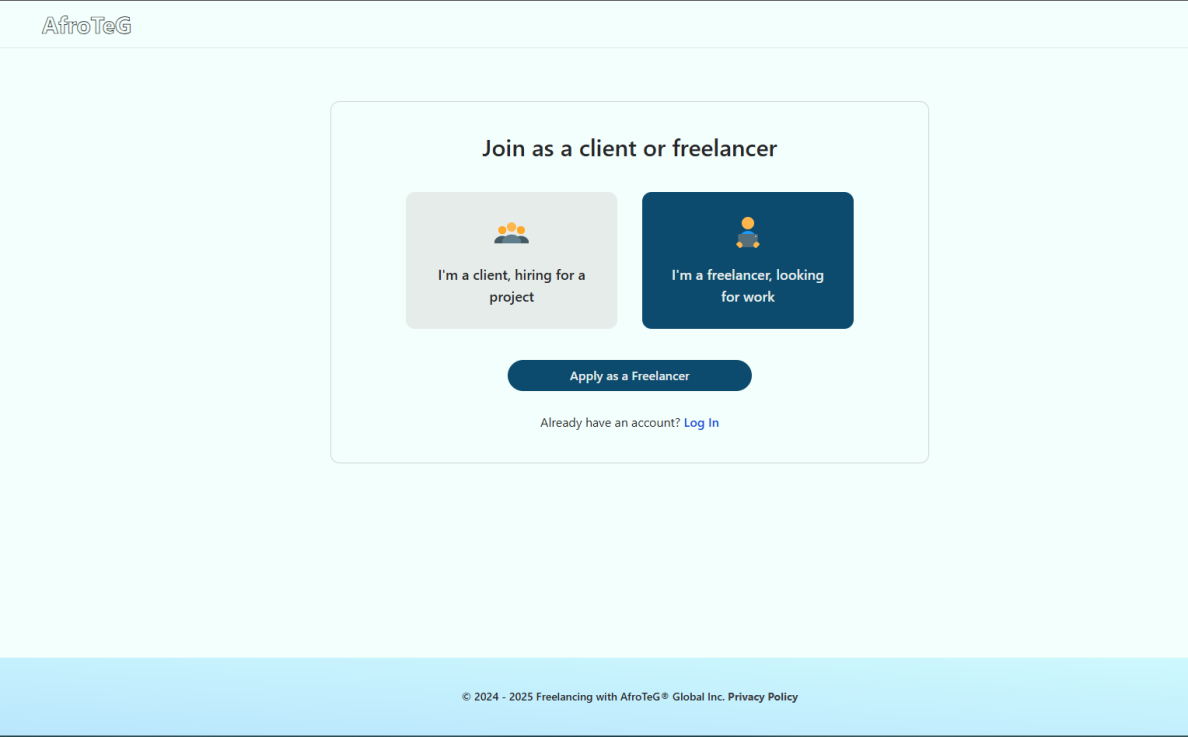 AfroTeG
Join as a client or freelancer
I'm a client, hiring for a
project
I'm a freelancer, looking
for work
Apply as a Freelancer
Already have an account? Log In
© 2024 - 2025 Freelancing with AfroTeG® Global Inc. Privacy Policy